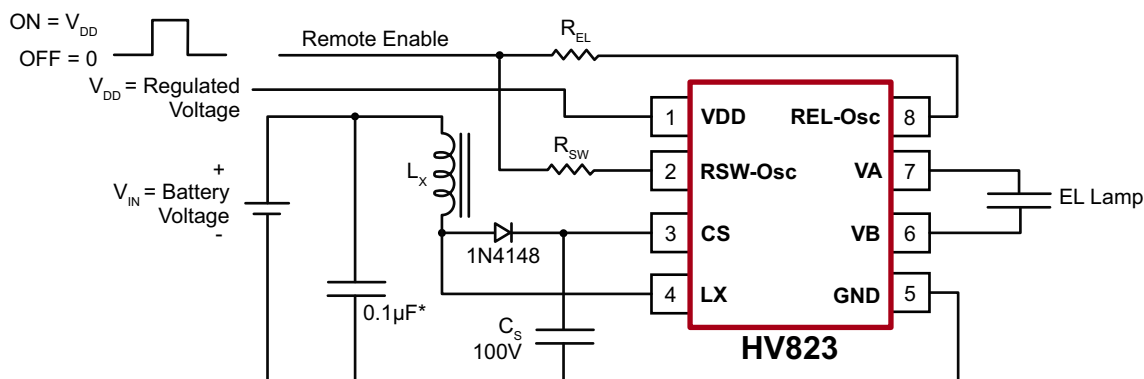 ON = VDD
OFF = 0
Remote Enable
REL
VDD = Regulated
Voltage
1
VDD
REL-Osc
8
RSW
2
RSW-Osc
VA
7
LX
+
VIN = Battery
Voltage
-
EL Lamp
3
CS
VB
6
1N4148
4
LX
GND
5
0.1µF*
CS
100V
HV823